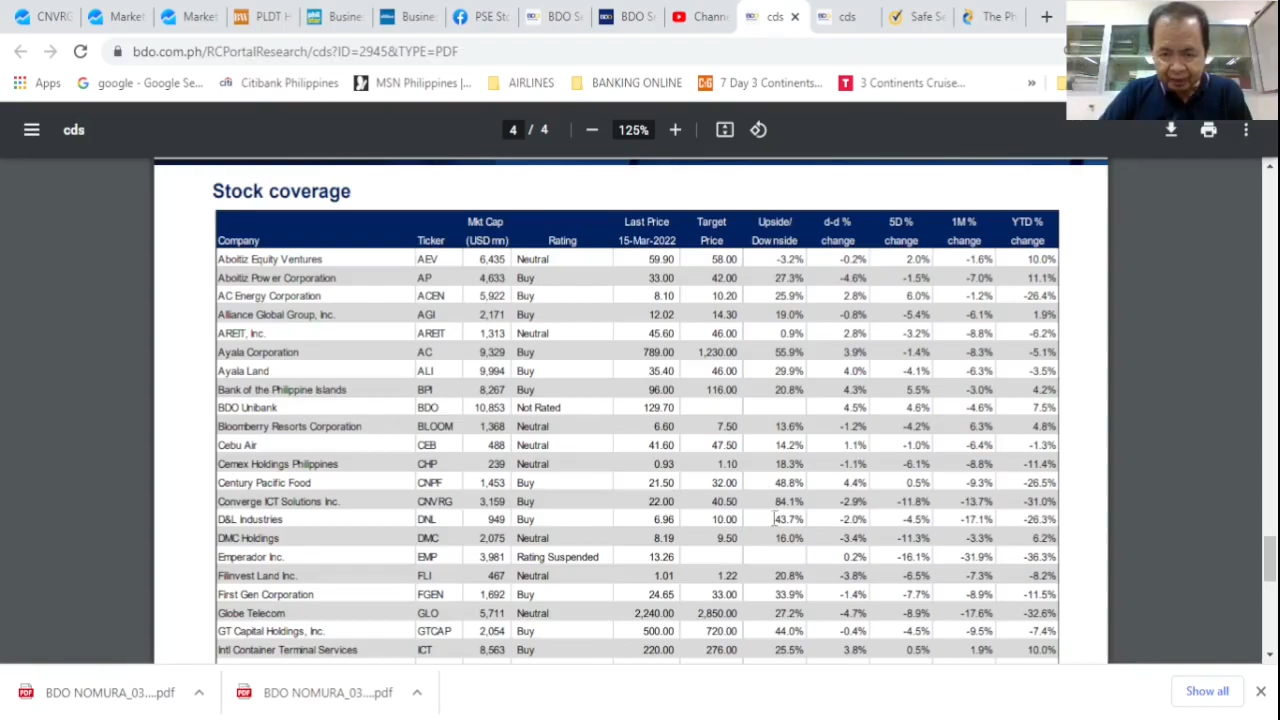 CNVRG
Market
Market
PLDT H
Busine
Busine
PSE Sto
BDO Se
BDO Se
Channe
cds
cds
Safe Se
The Ph
bdo.com.ph/RCPortalResearch/cds?ID=2945&TYPE=PDF
Apps google - Google Se... Citibank Philippines MSN Philippines |... AIRLINES BANKING ONLINE 7 Day 3 Continents... 3 Continents Cruise... »
cds 4 / 4 125%
Stock coverage
Mkt Cap Last Price Target Upside/ d-d % 5D % 1M % YTD %
Company Ticker (USD mn) Rating 15-Mar-2022 Price Downside change change change change
Aboitiz Equity Ventures AEV 6,435 Neutral 59.90 58.00 -3.2% -0.2% 2.0% -1.6% 10.0%
Aboitiz Power Corporation AP 4,633 Buy 33.00 42.00 27.3% -4.6% -1.5% -7.0% 11.1%
AC Energy Corporation ACEN 5,922 Buy 8.10 10.20 25.9% 2.8% 6.0% -1.2% -26.4%
Alliance Global Group, Inc. AGI 2,171 Buy 12.02 14.30 19.0% -0.8% -5.4% -6.1% 1.9%
AREIT, Inc. AREIT 1,313 Neutral 45.60 46.00 0.9% 2.8% -3.2% -8.8% -6.2%
Ayala Corporation AC 9,329 Buy 789.00 1,230.00 55.9% 3.9% -1.4% -8.3% -5.1%
Ayala Land ALI 9,994 Buy 35.40 46.00 29.9% 4.0% -4.1% -6.3% -3.5%
Bank of the Philippine Islands BPI 8,267 Buy 96.00 116.00 20.8% 4.3% 5.5% -3.0% 4.2%
BDO Unibank BDO 10,853 Not Rated 129.70 4.5% 4.6% -4.6% 7.5%
Bloomberry Resorts Corporation BLOOM 1,368 Neutral 6.60 7.50 13.6% -1.2% -4.2% 6.3% 4.8%
Cebu Air CEB 488 Neutral 41.60 47.50 14.2% 1.1% -1.0% -6.4% -1.3%
Cemex Holdings Philippines CHP 239 Neutral 0.93 1.10 18.3% -1.1% -6.1% -8.8% -11.4%
Century Pacific Food CNPF 1,453 Buy 21.50 32.00 48.8% 4.4% 0.5% -9.3% -26.5%
Converge ICT Solutions Inc. CNVRG 3,159 Buy 22.00 40.50 84.1% -2.9% -11.8% -13.7% -31.0%
D&L Industries DNL 949 Buy 6.96 10.00 43.7% -2.0% -4.5% -17.1% -26.3%
DMC Holdings DMC 2,075 Neutral 8.19 9.50 16.0% -3.4% -11.3% -3.3% 6.2%
Emperador Inc. EMP 3,981 Rating Suspended 13.26 0.2% -16.1% -31.9% -36.3%
Filinvest Land Inc. FLI 467 Neutral 1.01 1.22 20.8% -3.8% -6.5% -7.3% -8.2%
First Gen Corporation FGEN 1,692 Buy 24.65 33.00 33.9% -1.4% -7.7% -8.9% -11.5%
Globe Telecom GLO 5,711 Neutral 2,240.00 2,850.00 27.2% -4.7% -8.9% -17.6% -32.6%
GT Capital Holdings, Inc. GTCAP 2,054 Buy 500.00 720.00 44.0% -0.4% -4.5% -9.5% -7.4%
Intl Container Terminal Services ICT 8,563 Buy 220.00 276.00 25.5% 3.8% 0.5% 1.9% 10.0%
BDO NOMURA_03....pdf BDO NOMURA_03....pdf Show all